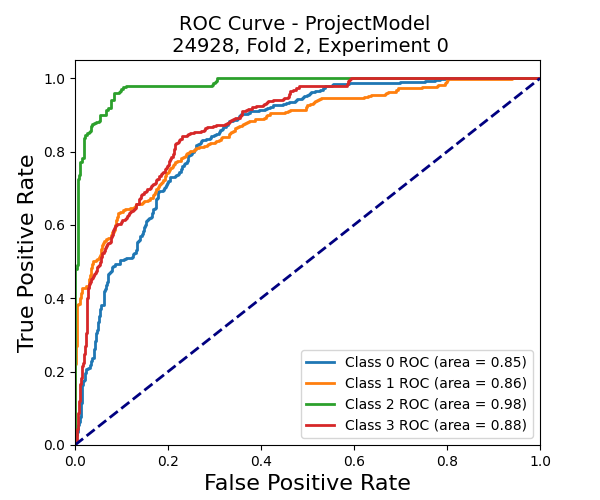 ROC Curve - ProjectModel
24928, Fold 2, Experiment 0
True Positive Rate
1.0
0.8
0.6
0.4
0.2
0.0
0.0 0.2 0.4 0.6 0.8 1.0
False Positive Rate
Class 0 ROC (area = 0.85)
Class 1 ROC (area = 0.86)
Class 2 ROC (area = 0.98)
Class 3 ROC (area = 0.88)